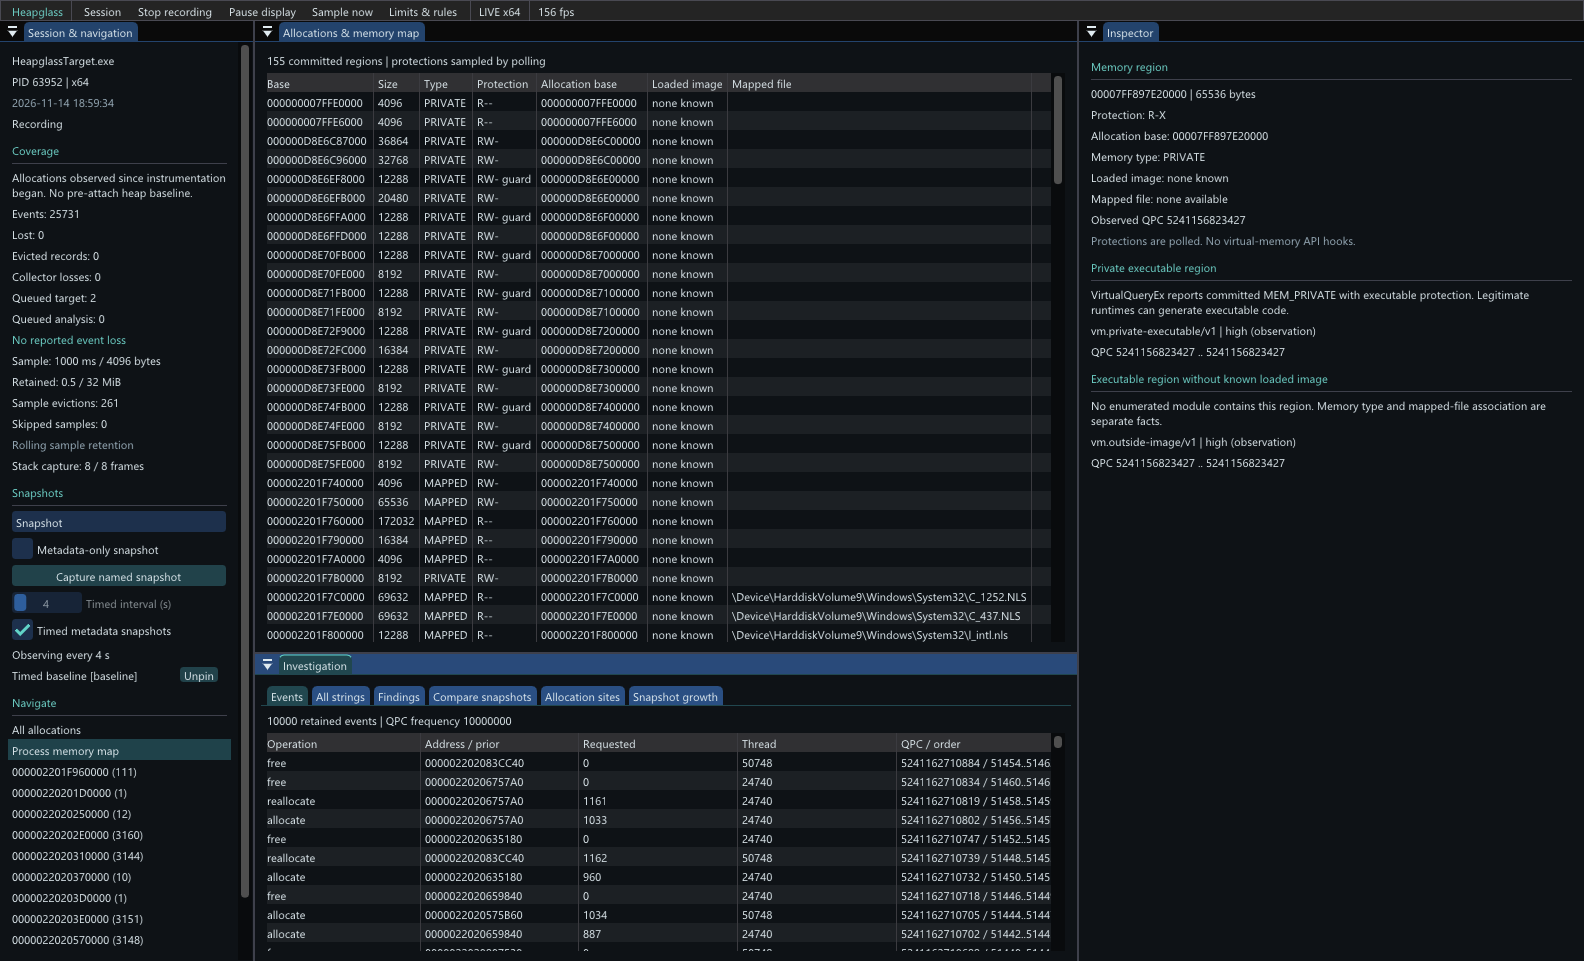 Heapglass Session Stop recording Pause display Sample now Limits & rules LIVE x64 156 fps
Session & navigation
HeapglassTarget.exe
PID 63952 | x64
2026-11-14 18:59:34
Recording
Coverage
Allocations observed since instrumentation
began. No pre-attach heap baseline.
Events: 25731
Lost: 0
Evicted records: 0
Collector losses: 0
Queued target: 2
Queued analysis: 0
No reported event loss
Sample: 1000 ms / 4096 bytes
Retained: 0.5 / 32 MiB
Sample evictions: 261
Skipped samples: 0
Rolling sample retention
Stack capture: 8 / 8 frames
Snapshots
Snapshot
Metadata-only snapshot
Capture named snapshot
4 Timed interval (s)
Timed metadata snapshots
Observing every 4 s
Timed baseline [baseline] Unpin
Navigate
All allocations
Process memory map
000002201F960000 (111)
00000220201D0000 (1)
0000022020250000 (12)
00000220202E0000 (3160)
0000022020310000 (3144)
0000022020370000 (10)
00000220203D0000 (1)
00000220203E0000 (3151)
0000022020570000 (3148)
Allocations & memory map
155 committed regions | protections sampled by polling
Base Size Type Protection Allocation base Loaded image Mapped file
000000007FFE0000 4096 PRIVATE R-- 000000007FFE0000 none known
000000007FFE6000 4096 PRIVATE R-- 000000007FFE6000 none known
000000D8E6C87000 36864 PRIVATE RW- 000000D8E6C00000 none known
000000D8E6C96000 32768 PRIVATE RW- 000000D8E6C00000 none known
000000D8E6EF8000 12288 PRIVATE RW- guard 000000D8E6E00000 none known
000000D8E6EFB000 20480 PRIVATE RW- 000000D8E6E00000 none known
000000D8E6FFA000 12288 PRIVATE RW- guard 000000D8E6F00000 none known
000000D8E6FFD000 12288 PRIVATE RW- 000000D8E6F00000 none known
000000D8E70FB000 12288 PRIVATE RW- guard 000000D8E7000000 none known
000000D8E70FE000 8192 PRIVATE RW- 000000D8E7000000 none known
000000D8E71FB000 12288 PRIVATE RW- guard 000000D8E7100000 none known
000000D8E71FE000 8192 PRIVATE RW- 000000D8E7100000 none known
000000D8E72F9000 12288 PRIVATE RW- guard 000000D8E7200000 none known
000000D8E72FC000 16384 PRIVATE RW- 000000D8E7200000 none known
000000D8E73FB000 12288 PRIVATE RW- guard 000000D8E7300000 none known
000000D8E73FE000 8192 PRIVATE RW- 000000D8E7300000 none known
000000D8E74FB000 12288 PRIVATE RW- guard 000000D8E7400000 none known
000000D8E74FE000 8192 PRIVATE RW- 000000D8E7400000 none known
000000D8E75FB000 12288 PRIVATE RW- guard 000000D8E7500000 none known
000000D8E75FE000 8192 PRIVATE RW- 000000D8E7500000 none known
000002201F740000 4096 MAPPED RW- 000002201F740000 none known
000002201F750000 65536 MAPPED RW- 000002201F750000 none known
000002201F760000 172032 MAPPED R-- 000002201F760000 none known
000002201F790000 16384 MAPPED R-- 000002201F790000 none known
000002201F7A0000 4096 MAPPED R-- 000002201F7A0000 none known
000002201F7B0000 8192 PRIVATE RW- 000002201F7B0000 none known
000002201F7C0000 69632 MAPPED R-- 000002201F7C0000 none known \Device\HarddiskVolume9\Windows\System32\C_1252.NLS
000002201F7E0000 69632 MAPPED R-- 000002201F7E0000 none known \Device\HarddiskVolume9\Windows\System32\C_437.NLS
000002201F800000 12288 MAPPED R-- 000002201F800000 none known \Device\HarddiskVolume9\Windows\System32\l_intl.nls
Investigation
Events All strings Findings Compare snapshots Allocation sites Snapshot growth
10000 retained events | QPC frequency 10000000
Operation Address / prior Requested Thread QPC / order
free 000002202083CC40 0 50748 5241162710884 / 51454..5146
free 00000220206757A0 0 24740 5241162710834 / 51460..5146
reallocate 00000220206757A0 1161 24740 5241162710819 / 51458..5145
allocate 00000220206757A0 1033 24740 5241162710802 / 51456..5145
free 0000022020635180 0 24740 5241162710747 / 51452..5145
reallocate 000002202083CC40 1162 50748 5241162710739 / 51448..5145
allocate 0000022020635180 960 24740 5241162710732 / 51450..5145
free 0000022020659840 0 24740 5241162710718 / 51446..5144
allocate 0000022020575B60 1034 50748 5241162710705 / 51444..5144
allocate 0000022020659840 887 24740 5241162710702 / 51442..5144
Inspector
Memory region
00007FF897E20000 | 65536 bytes
Protection: R-X
Allocation base: 00007FF897E20000
Memory type: PRIVATE
Loaded image: none known
Mapped file: none available
Observed QPC 5241156823427
Protections are polled. No virtual-memory API hooks.
Private executable region
VirtualQueryEx reports committed MEM_PRIVATE with executable protection. Legitimate
runtimes can generate executable code.
vm.private-executable/v1 | high (observation)
QPC 5241156823427 .. 5241156823427
Executable region without known loaded image
No enumerated module contains this region. Memory type and mapped-file association are
separate facts.
vm.outside-image/v1 | high (observation)
QPC 5241156823427 .. 5241156823427